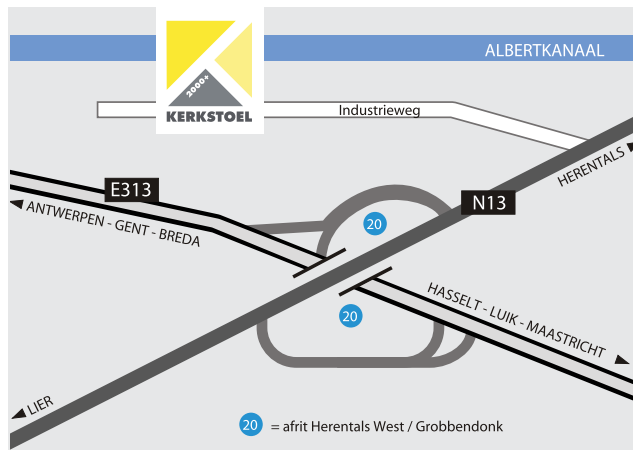 ALBERTKANAAL
2000+
KERKSTOEL
Industrieweg
HERENTALS
E313
N13
ANTWERPEN - GENT - BREDA
20
20
HASSELT - LUIK - MAASTRICHT
LIER
20 = afrit Herentals West / Grobbendonk